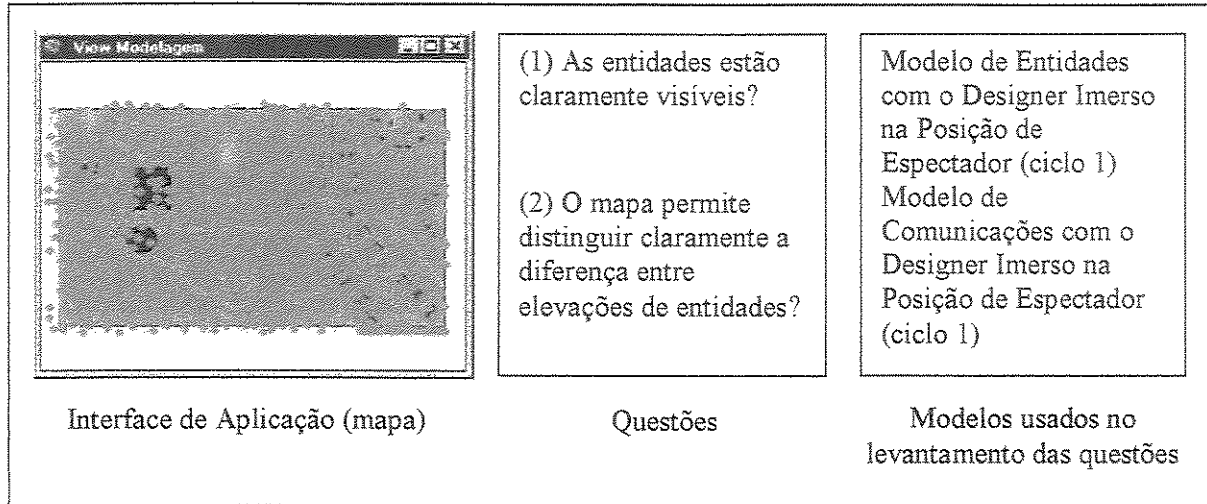 View Modelagem
(1) As entidades estão
claramente visíveis?
(2) O mapa permite
distinguir claramente a
diferença entre
elevações de entidades?
Modelo de Entidades
com o Designer Imerso
na Posição de
Espectador (ciclo 1)
Modelo de
Comunicações com o
Designer Imerso na
Posição de Espectador
(ciclo 1)
Interface de Aplicação (mapa)
Questões
Modelos usados no
levantamento das questões